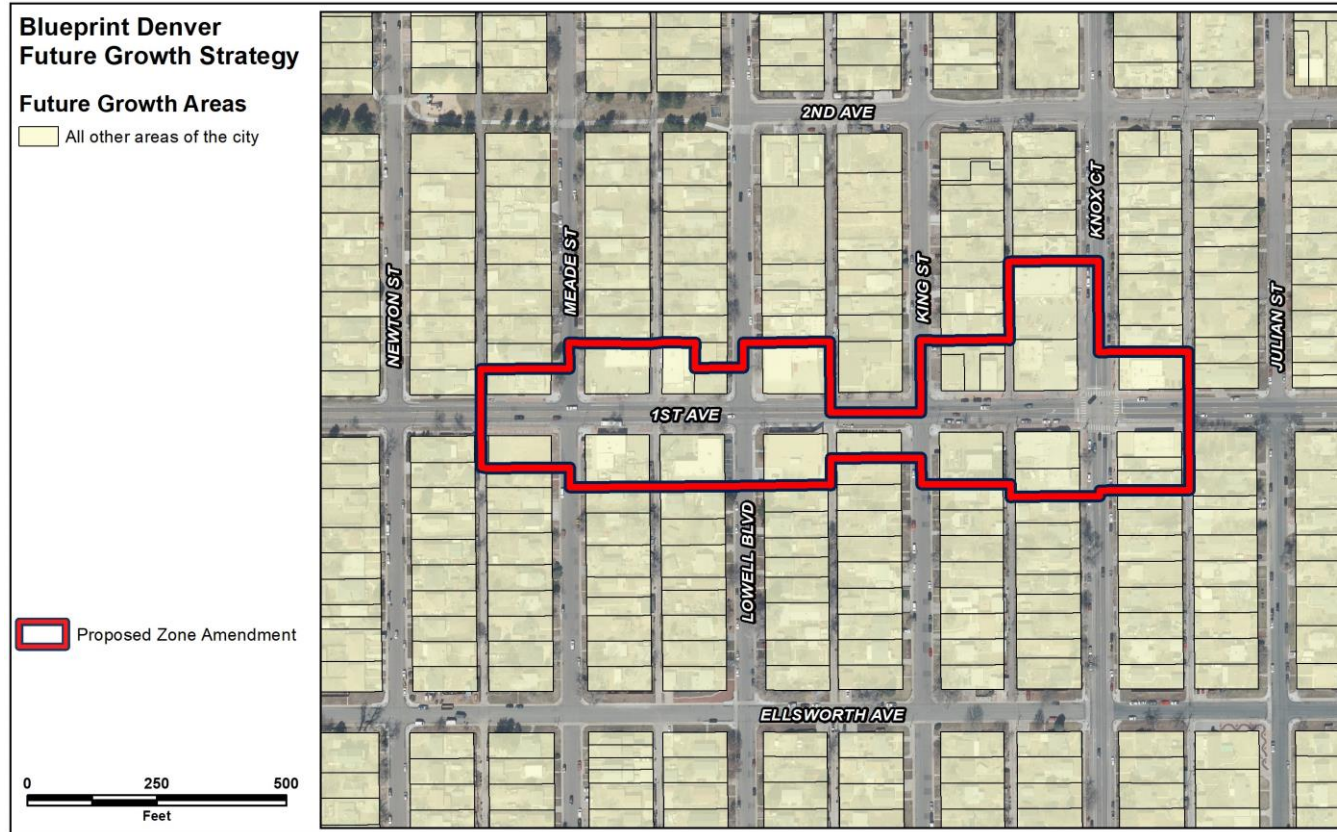 Blueprint Denver
Future Growth Strategy
Future Growth Areas
All other areas of the city
Proposed Zone Amendment
0 250 500
Feet
2ND AVE
NEWTON ST
MEADE ST
KING ST
KNOX CT
JULIAN ST
1ST AVE
LOWELL BLVD
ELLSWORTH AVE